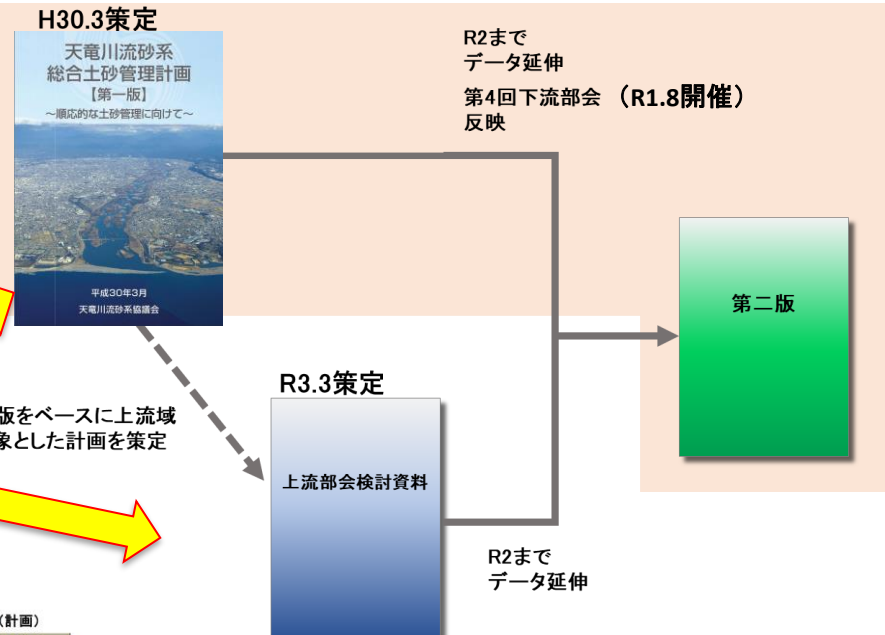 H30.3策定
天竜川流砂系
総合土砂管理計画
【第一版】
～順応的な土砂管理に向けて～
平成30年3月
天竜川流砂系協議会
R2まで
データ延伸
第4回下流部会 （R1.8開催）
反映
第二版
版をベースに上流域
象とした計画を策定
R3.3策定
上流部会検討資料
R2まで
データ延伸
（計画）